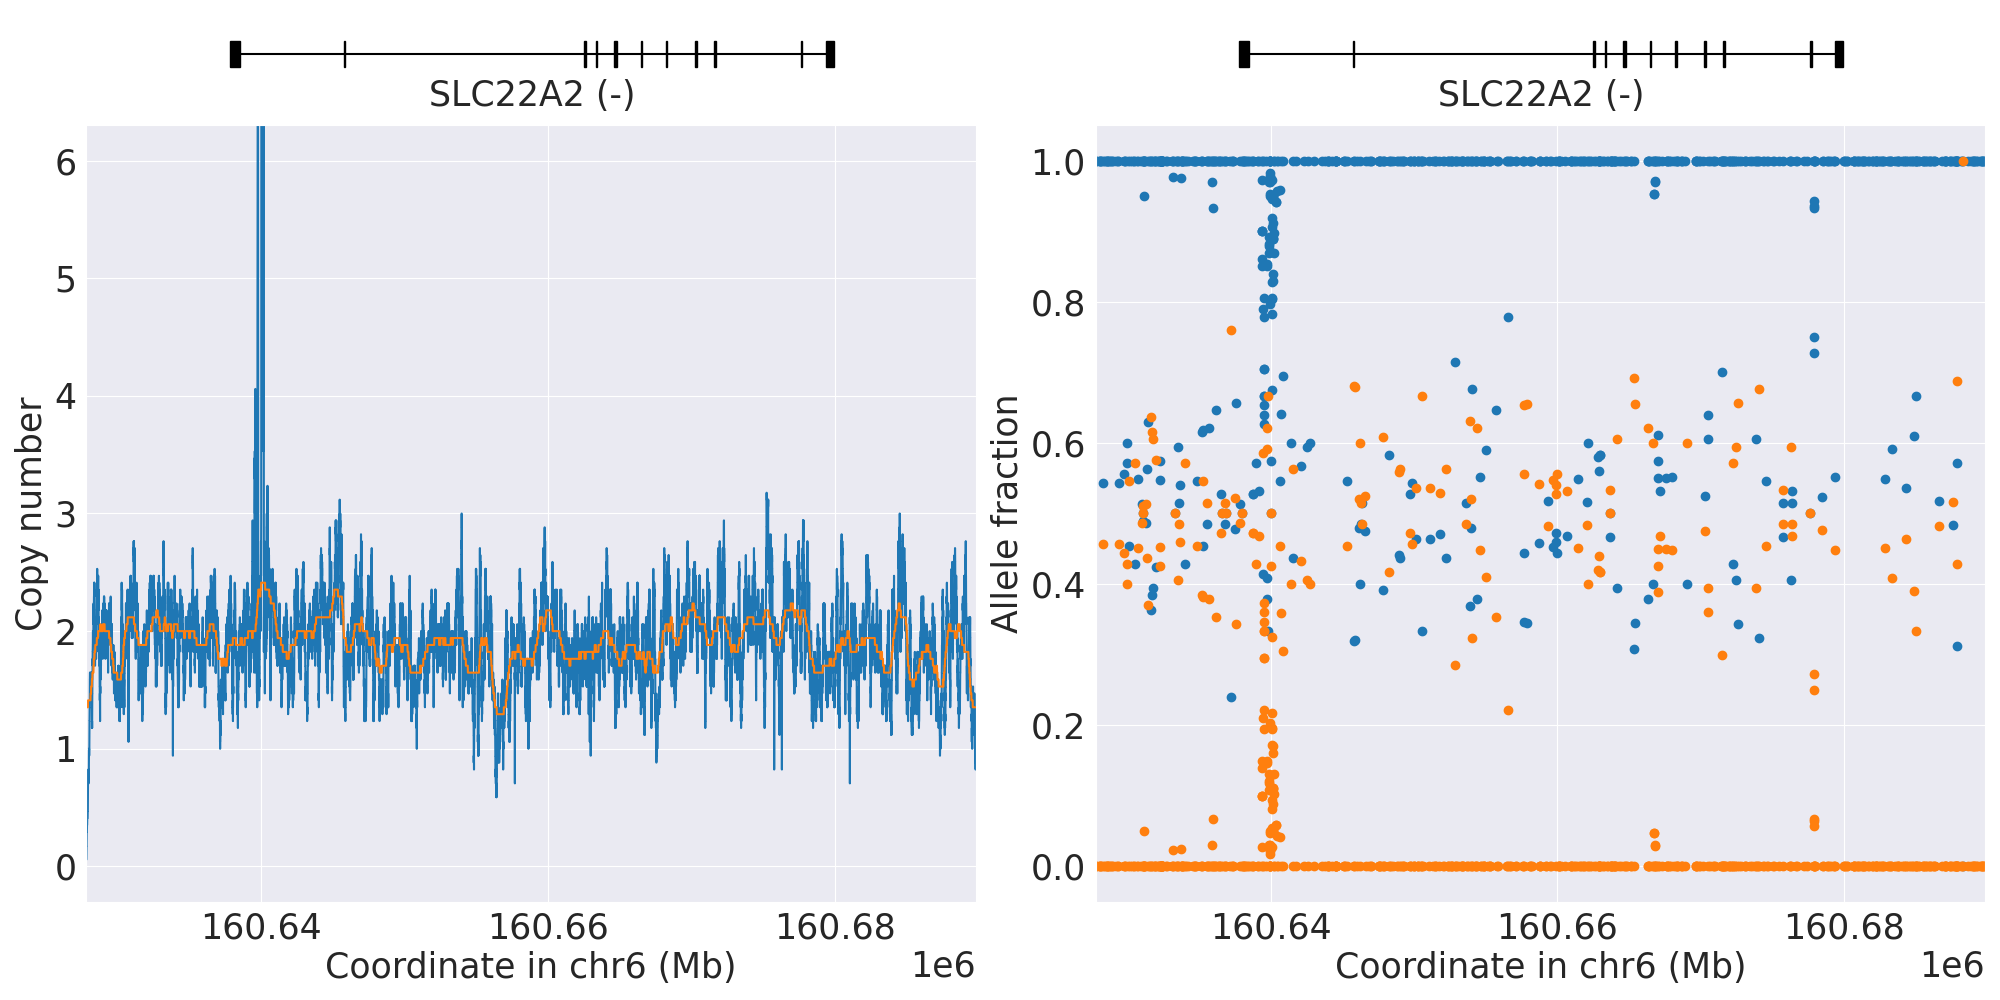 SLC22A2 (-)
6
5
4
3
2
1
0
Copy number
160.64
160.66
160.68
Coordinate in chr6 (Mb)
1e6
SLC22A2 (-)
1.0
0.8
0.6
0.4
0.2
0.0
Allele fraction
160.64
160.66
160.68
Coordinate in chr6 (Mb)
1e6